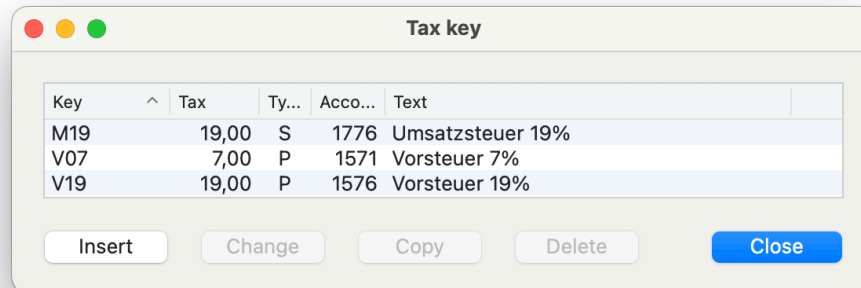 Tax key
Key Tax Ty... Acco... Text
M19 19,00 S 1776 Umsatzsteuer 19%
V07 7,00 P 1571 Vorsteuer 7%
V19 19,00 P 1576 Vorsteuer 19%
Insert Change Copy Delete Close